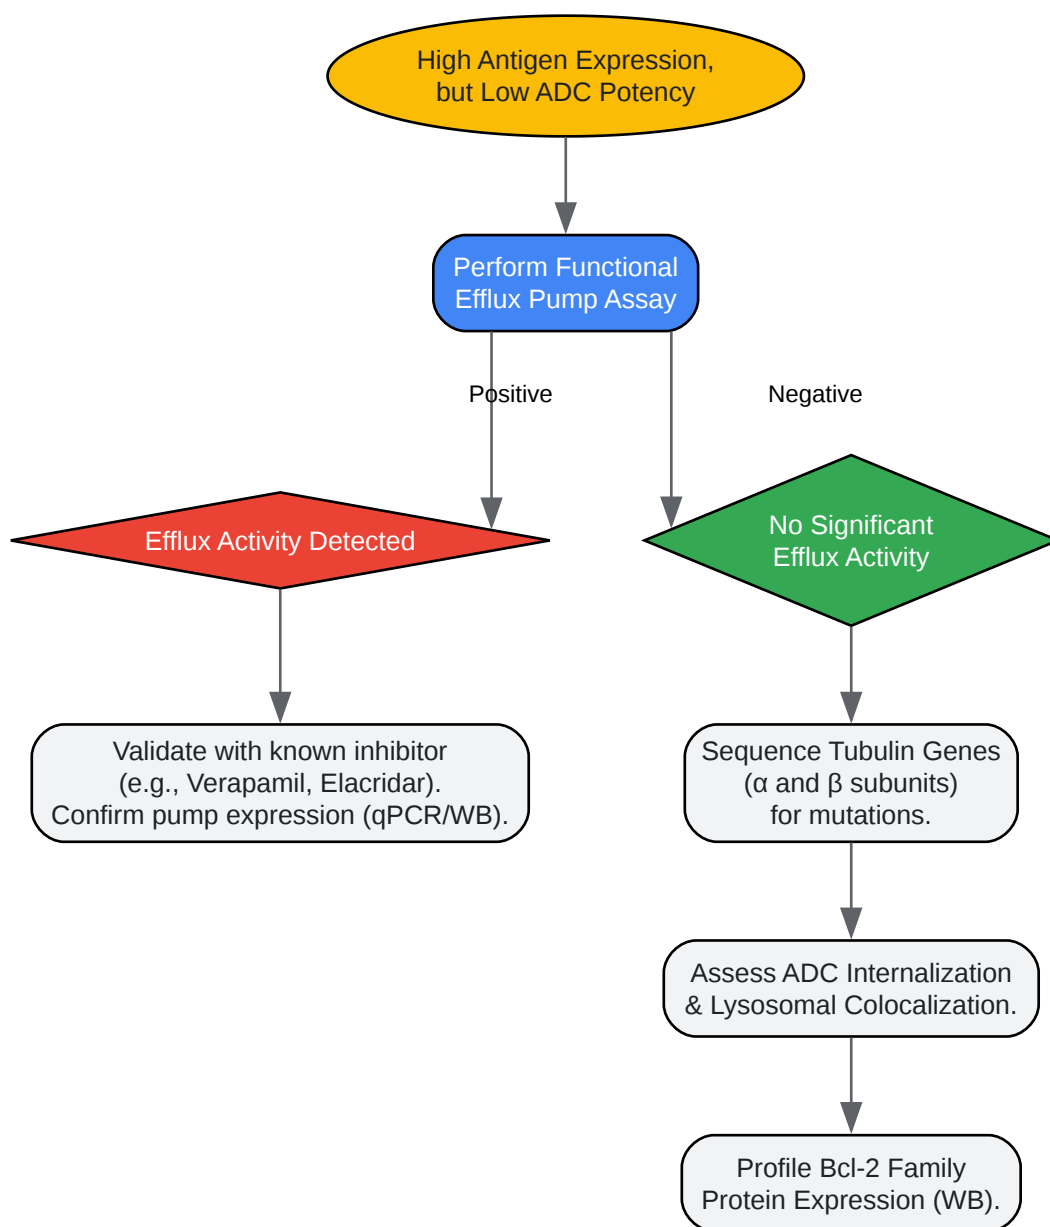 High Antigen Expression,
but Low ADC Potency
Perform Functional
Efflux Pump Assay
Positive
Negative
Efflux Activity Detected
No Significant
Efflux Activity
Validate with known inhibitor
(e.g., Verapamil, Elacridar).
Confirm pump expression (qPCR/WB).
Sequence Tubulin Genes
(α and β subunits)
for mutations.
Assess ADC Internalization
& Lysosomal Colocalization.
Profile Bcl-2 Family
Protein Expression (WB).